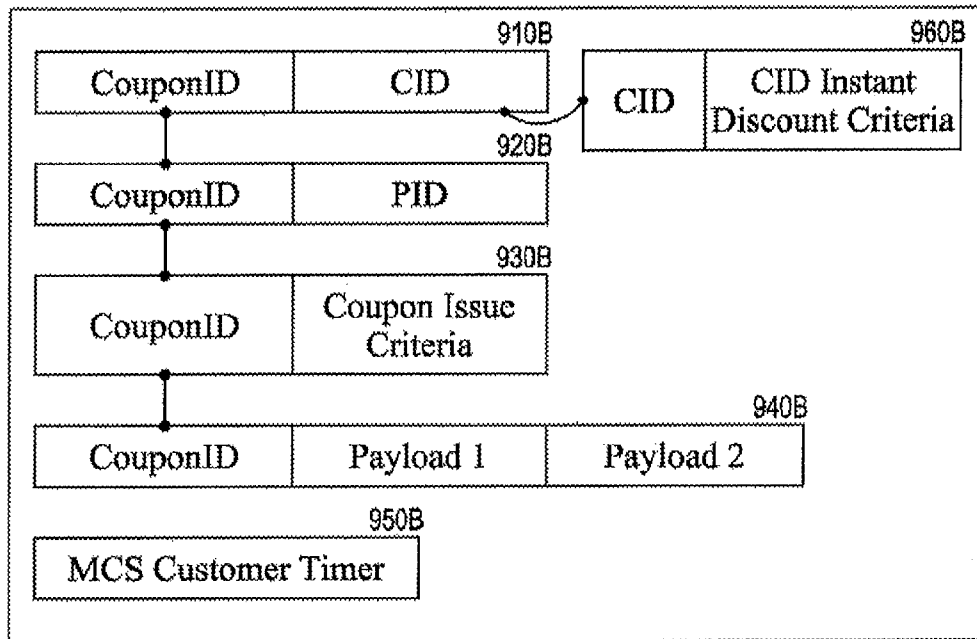 910B
CouponID CID
960B
CID CID Instant
Discount Criteria
920B
CouponID PID
930B
CouponID Coupon Issue
Criteria
940B
CouponID Payload 1 Payload 2
950B
MCS Customer Timer